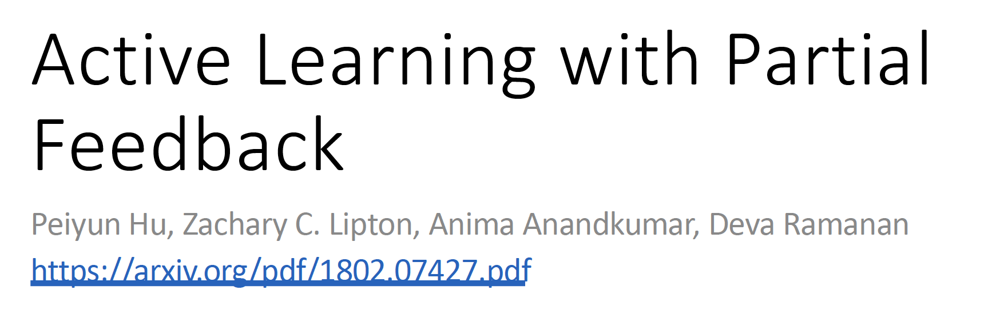 Active Learning with Partial
Feedback
Peiyun Hu, Zachary C. Lipton, Anima Anandkumar, Deva Ramanan
https://arxiv.org/pdf/1802.07427.pdf